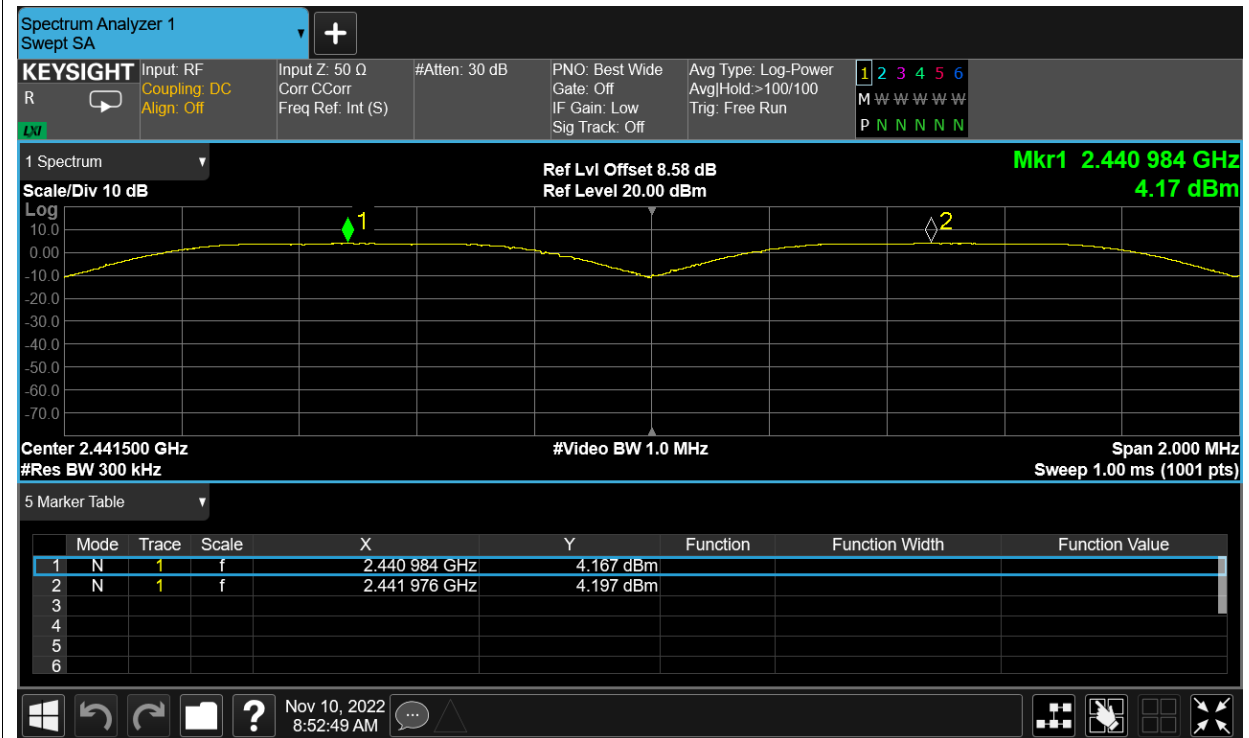 Spectrum Analyzer 1
Swept SA
KEYSIGHT
R
LXI
Input: RF
Coupling: DC
Align: Off
Input Z: 50 Ω
Corr CCorr
Freq Ref: Int (S)
#Atten: 30 dB
PNO: Best Wide
Gate: Off
IF Gain: Low
Sig Track: Off
Avg Type: Log-Power
Avg|Hold:>100/100
Trig: Free Run
1 2 3 4 5 6
M W W W W W W
P N N N N N N
1 Spectrum
Scale/Div 10 dB
Ref Lvl Offset 8.58 dB
Ref Level 20.00 dBm
Mkr1 2.440 984 GHz
4.17 dBm
Log
10.0
0.00
-10.0
-20.0
-30.0
-40.0
-50.0
-60.0
-70.0
1
2
Center 2.441500 GHz
#Res BW 300 kHz
#Video BW 1.0 MHz
Span 2.000 MHz
Sweep 1.00 ms (1001 pts)
5 Marker Table
Mode Trace Scale X Y Function Function Width Function Value
1 N 1 f 2.440 984 GHz 4.167 dBm
2 N 1 f 2.441 976 GHz 4.197 dBm
3
4
5
6
?
Nov 10, 2022
8:52:49 AM